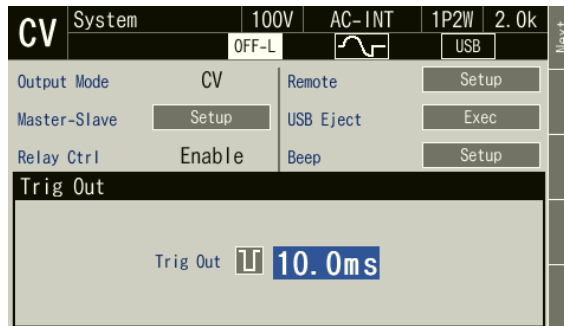 CV System 100V AC-INT 1P2W 2.0k
OFF-L USB
Next
Output Mode CV
Remote Setup
Master-Slave Setup
USB Eject Exec
Relay Ctrl Enable
Beep Setup
Trig Out
Trig Out 10.0ms